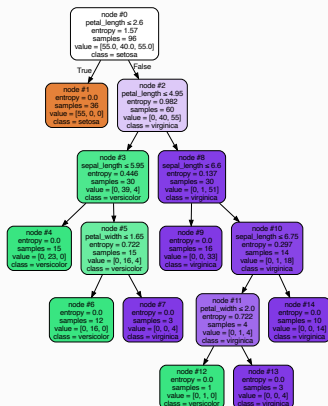 node #0
petal_length ≤ 2.6
entropy = 1.57
samples = 96
value = [55.0, 40.0, 55.0]
class = setosa
True
False
node #1
entropy = 0.0
samples = 36
value = [55, 0, 0]
class = setosa
node #2
petal_length ≤ 4.95
entropy = 0.982
samples = 60
value = [0, 40, 55]
class = virginica
node #3
sepal_length ≤ 5.95
entropy = 0.446
samples = 30
value = [0, 39, 4]
class = versicolor
node #8
sepal_length ≤ 6.6
entropy = 0.137
samples = 30
value = [0, 1, 51]
class = virginica
node #4
entropy = 0.0
samples = 15
value = [0, 23, 0]
class = versicolor
node #5
petal_width ≤ 1.65
entropy = 0.722
samples = 15
value = [0, 16, 4]
class = versicolor
node #9
entropy = 0.0
samples = 16
value = [0, 0, 33]
class = virginica
node #10
sepal_length ≤ 6.75
entropy = 0.297
samples = 14
value = [0, 1, 18]
class = virginica
node #6
entropy = 0.0
samples = 12
value = [0, 16, 0]
class = versicolor
node #7
entropy = 0.0
samples = 3
value = [0, 0, 4]
class = virginica
node #11
petal_width ≤ 2.0
entropy = 0.722
samples = 4
value = [0, 1, 4]
class = virginica
node #14
entropy = 0.0
samples = 10
value = [0, 0, 14]
class = virginica
node #12
entropy = 0.0
samples = 1
value = [0, 1, 0]
class = versicolor
node #13
entropy = 0.0
samples = 3
value = [0, 0, 4]
class = virginica